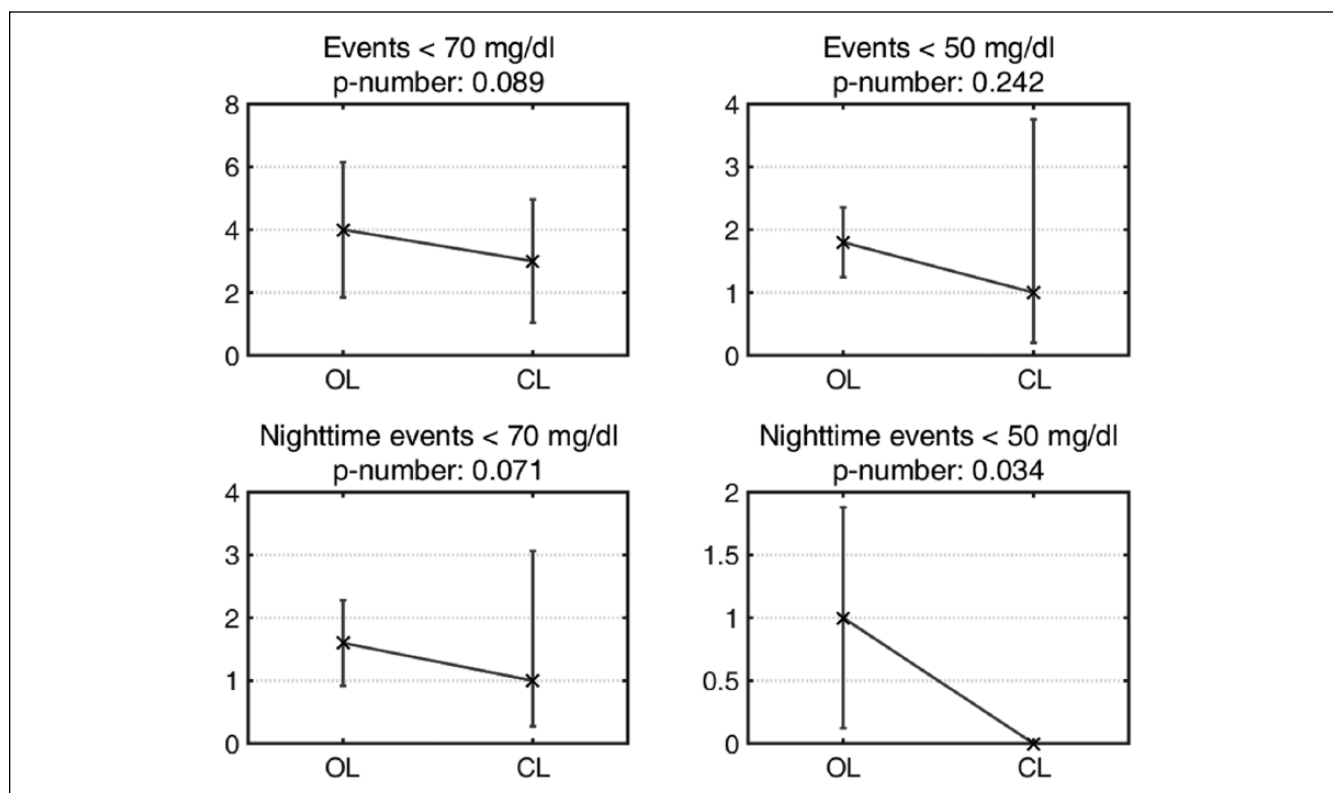 Events < 70 mg/dl
p-number: 0.089
8
6
4
2
0
OL CL
Events < 50 mg/dl
p-number: 0.242
4
3
2
1
0
OL CL
Nighttime events < 70 mg/dl
p-number: 0.071
4
3
2
1
0
OL CL
Nighttime events < 50 mg/dl
p-number: 0.034
2
1.5
1
0.5
0
OL CL